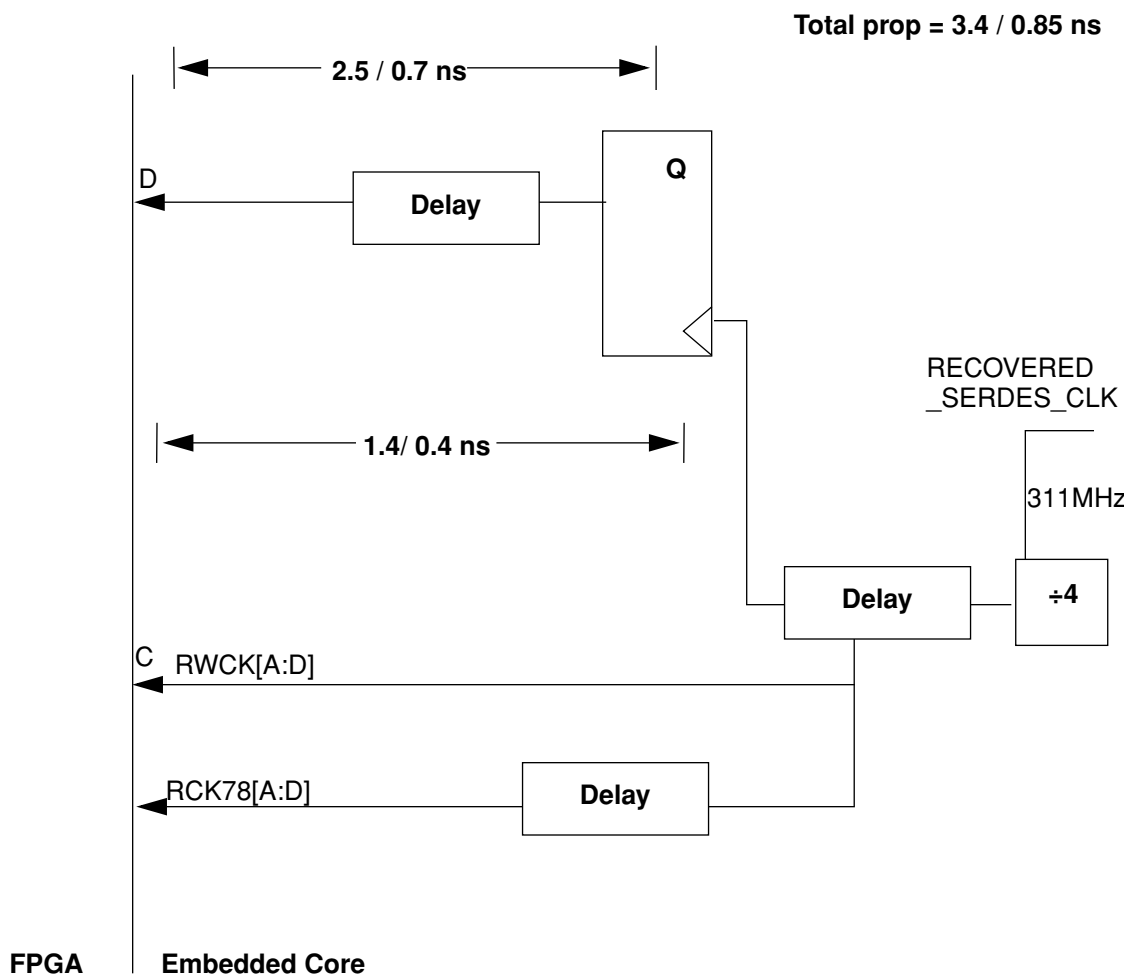 Total prop = 3.4 / 0.85 ns
2.5 / 0.7 ns
D
Delay
Q
RECOVERED
_SERDES_CLK
1.4/ 0.4 ns
311MHz
Delay
÷4
C
RWCK[A:D]
RCK78[A:D]
Delay
FPGA
Embedded Core